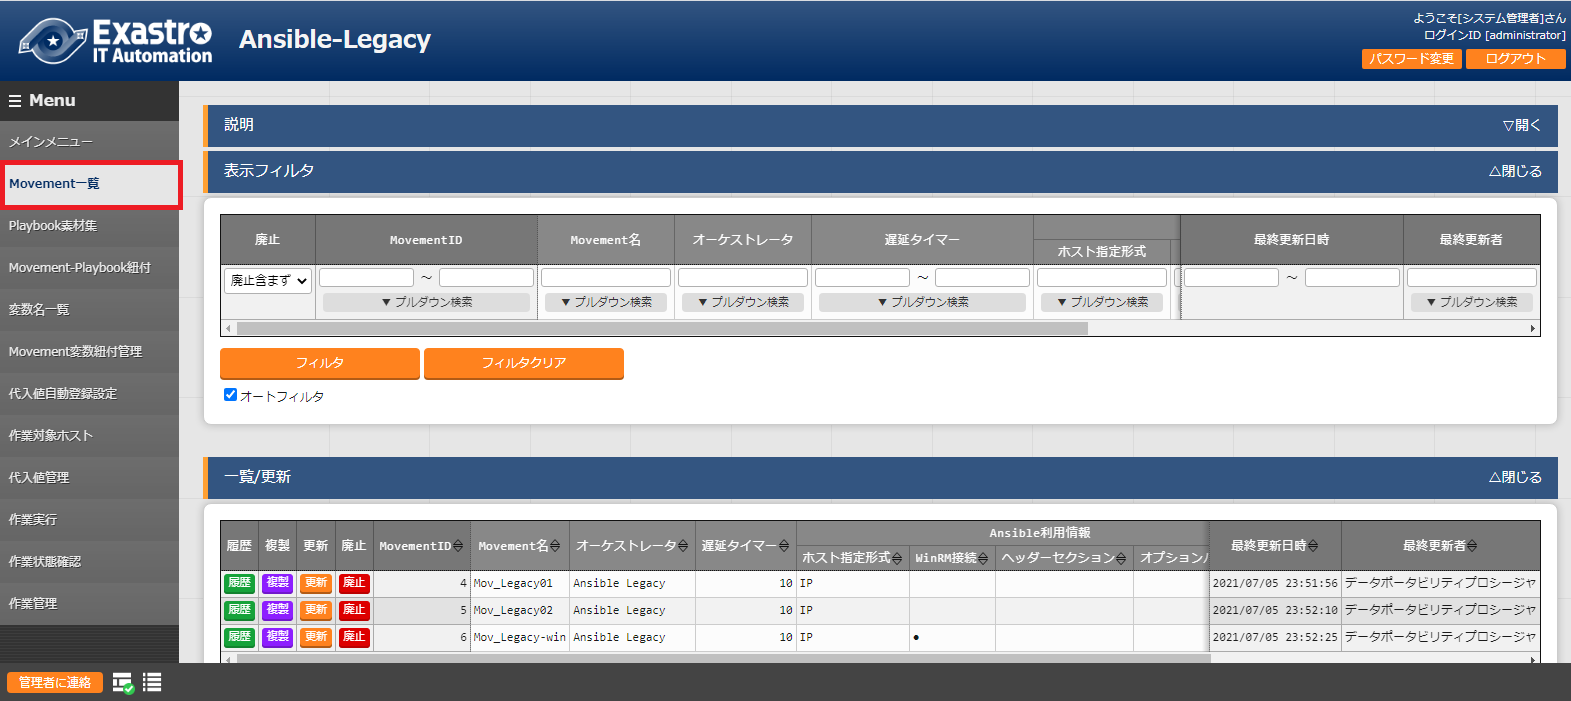 Exastro
IT Automation
Ansible-Legacy
ようこそ[システム管理者]さん
ログインID [administrator]
パスワード変更
ログアウト
Menu
メインメニュー
Movement一覧
Playbook素材集
Movement-Playbook紐付
変数名一覧
Movement変数紐付管理
代入値自動登録設定
作業対象ホスト
代入値管理
作業実行
作業状態確認
作業管理
説明 ▽開く
表示フィルタ △閉じる
廃止 MovementID Movement名 オーケストレータ 遅延タイマー ホスト指定形式 最終更新日時 最終更新者
廃止含まず ～ ～ ～
▼ プルダウン検索 ▼ プルダウン検索 ▼ プルダウン検索 ▼ プルダウン検索 ▼ プルダウン検索 ▼ プルダウン検索
フィルタ フィルタクリア
オートフィルタ
一覧/更新 △閉じる
Ansible利用情報
履歴 複製 更新 廃止 MovementID Movement名 オーケストレータ 遅延タイマー ホスト指定形式 WinRM接続 ヘッダーセクション オプション 最終更新日時 最終更新者
履歴 複製 更新 廃止 4 Mov_Legacy01 Ansible Legacy 10 IP 2021/07/05 23:51:56 データポータビリティプロシージャ
履歴 複製 更新 廃止 5 Mov_Legacy02 Ansible Legacy 10 IP 2021/07/05 23:52:10 データポータビリティプロシージャ
履歴 複製 更新 廃止 6 Mov_Legacy-win Ansible Legacy 10 IP ● 2021/07/05 23:52:25 データポータビリティプロシージャ
管理者に連絡